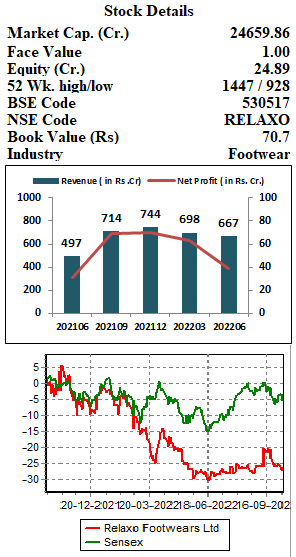 Stock Details
Market Cap. (Cr.) 24659.86
Face Value 1.00
Equity (Cr.) 24.89
52 Wk. high/low 1447 / 928
BSE Code 530517
NSE Code RELAXO
Book Value (Rs) 70.7
Industry Footwear
Revenue ( in Rs .Cr) Net Profit ( in Rs. Cr.)
1000 100
800 80
600 60
400 40
200 20
0 0
497 714 744 698 667
202106 202109 202112 202203 202206
5
0
-5
-10
-15
-20
-25
-30
20-12-2021 20-03-2022 18-06-2022 16-09-2022
Relaxo Footwears Ltd
Sensex